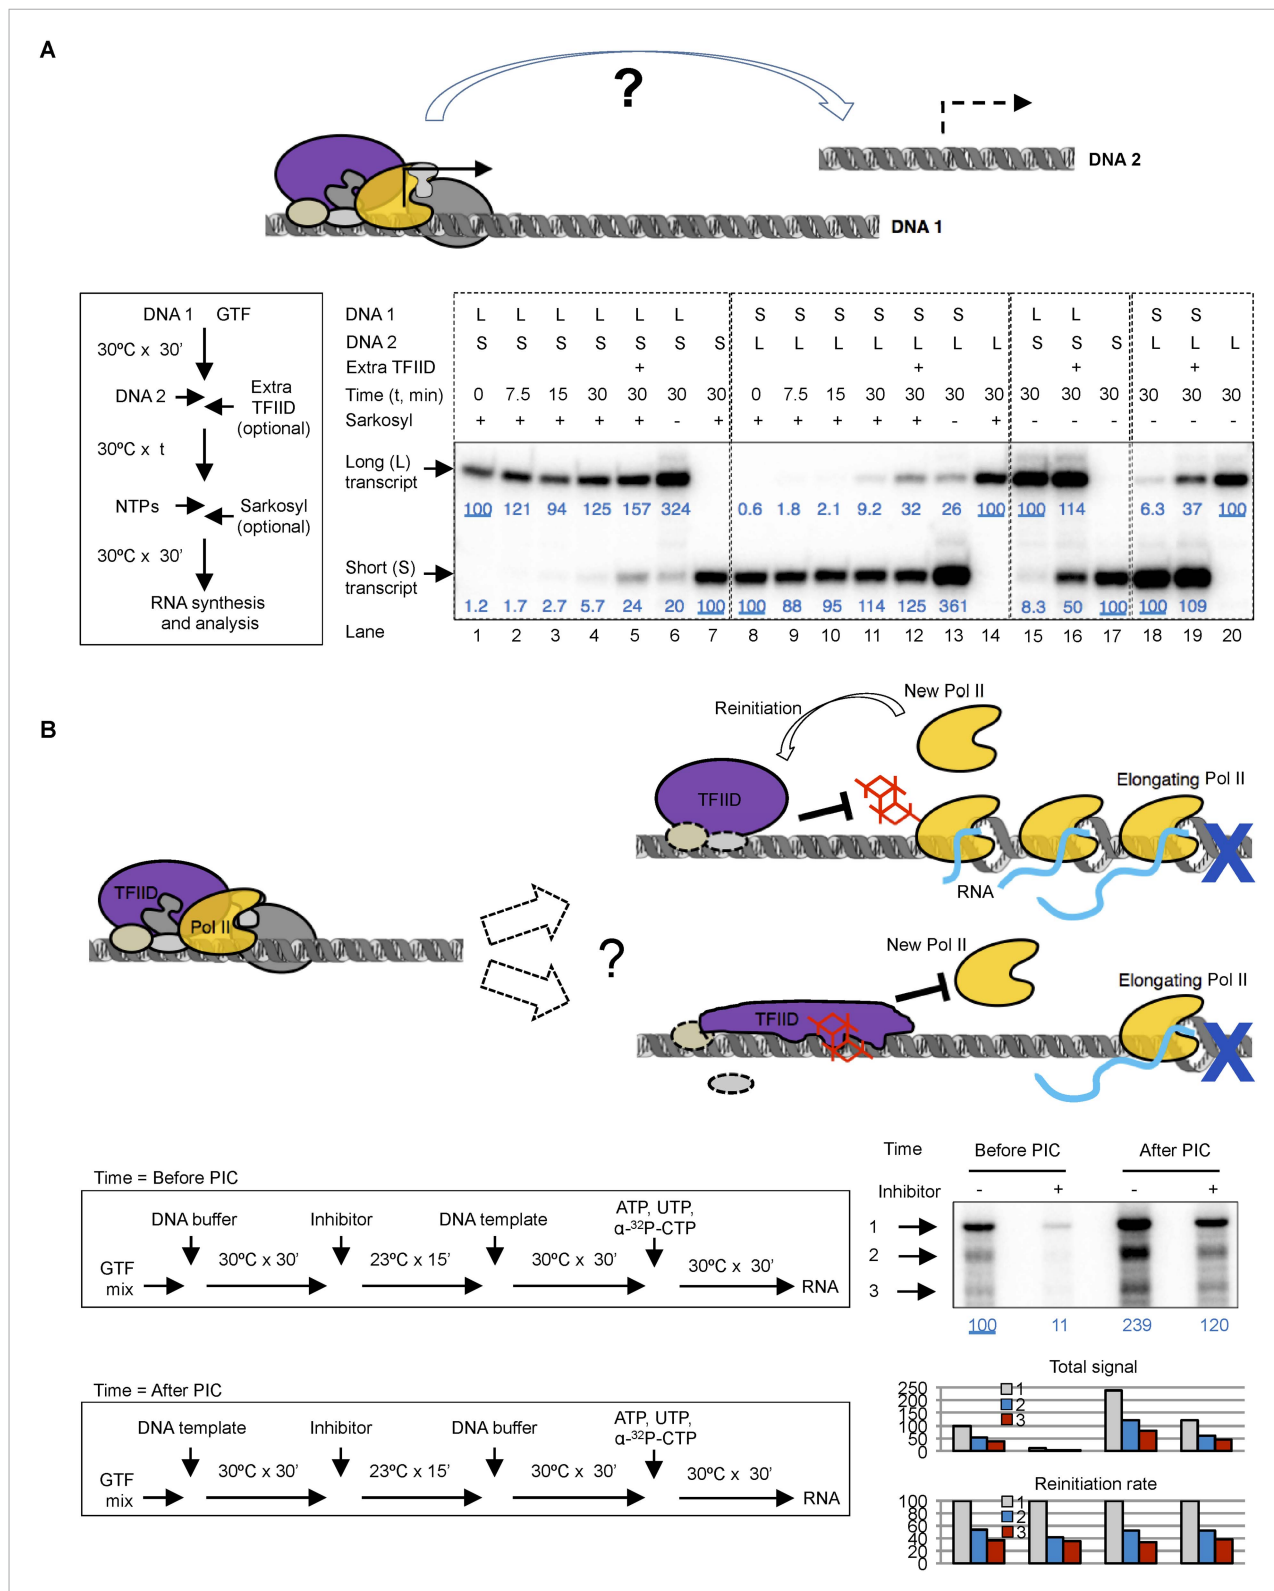 A
?
DNA 2
DNA 1
DNA 1 GTF
30ºC x 30'
DNA 2
Extra
TFIID
(optional)
30ºC x t
NTPs
Sarkosyl
(optional)
30ºC x 30'
RNA synthesis
and analysis
DNA 1 L L L L L L S S S S S S L L S S
DNA 2 S S S S S S S L L L L L L L S S S L L L
Extra TFIID + + + +
Time (t, min) 0 7.5 15 30 30 30 30 0 7.5 15 30 30 30 30 30 30 30 30 30 30
Sarkosyl + + + + + - + + + + + + - + - - - - - -
Long (L)
transcript
100 121 94 125 157 324 0.6 1.8 2.1 9.2 32 26 100 100 114 6.3 37 100
Short (S)
transcript
1.2 1.7 2.7 5.7 24 20 100 100 88 95 114 125 361 8.3 50 100 100 109
Lane 1 2 3 4 5 6 7 8 9 10 11 12 13 14 15 16 17 18 19 20
B
New Pol II
Reinitiation
TFIID
Elongating Pol II
X
RNA
TFIID
Pol II
?
New Pol II
TFIID
Elongating Pol II
X
Time = Before PIC
DNA buffer Inhibitor DNA template ATP, UTP,
α-³²P-CTP
GTF
mix
30ºC x 30' 23ºC x 15' 30ºC x 30' 30ºC x 30'
RNA
Time = After PIC
DNA template Inhibitor DNA buffer ATP, UTP,
α-³²P-CTP
GTF
mix
30ºC x 30' 23ºC x 15' 30ºC x 30' 30ºC x 30'
RNA
Time Before PIC After PIC
Inhibitor - + - +
1
2
3
100 11 239 120
Total signal
250
200
150
100
50
0
1
2
3
Reinitiation rate
100
80
60
40
20
0
1
2
3